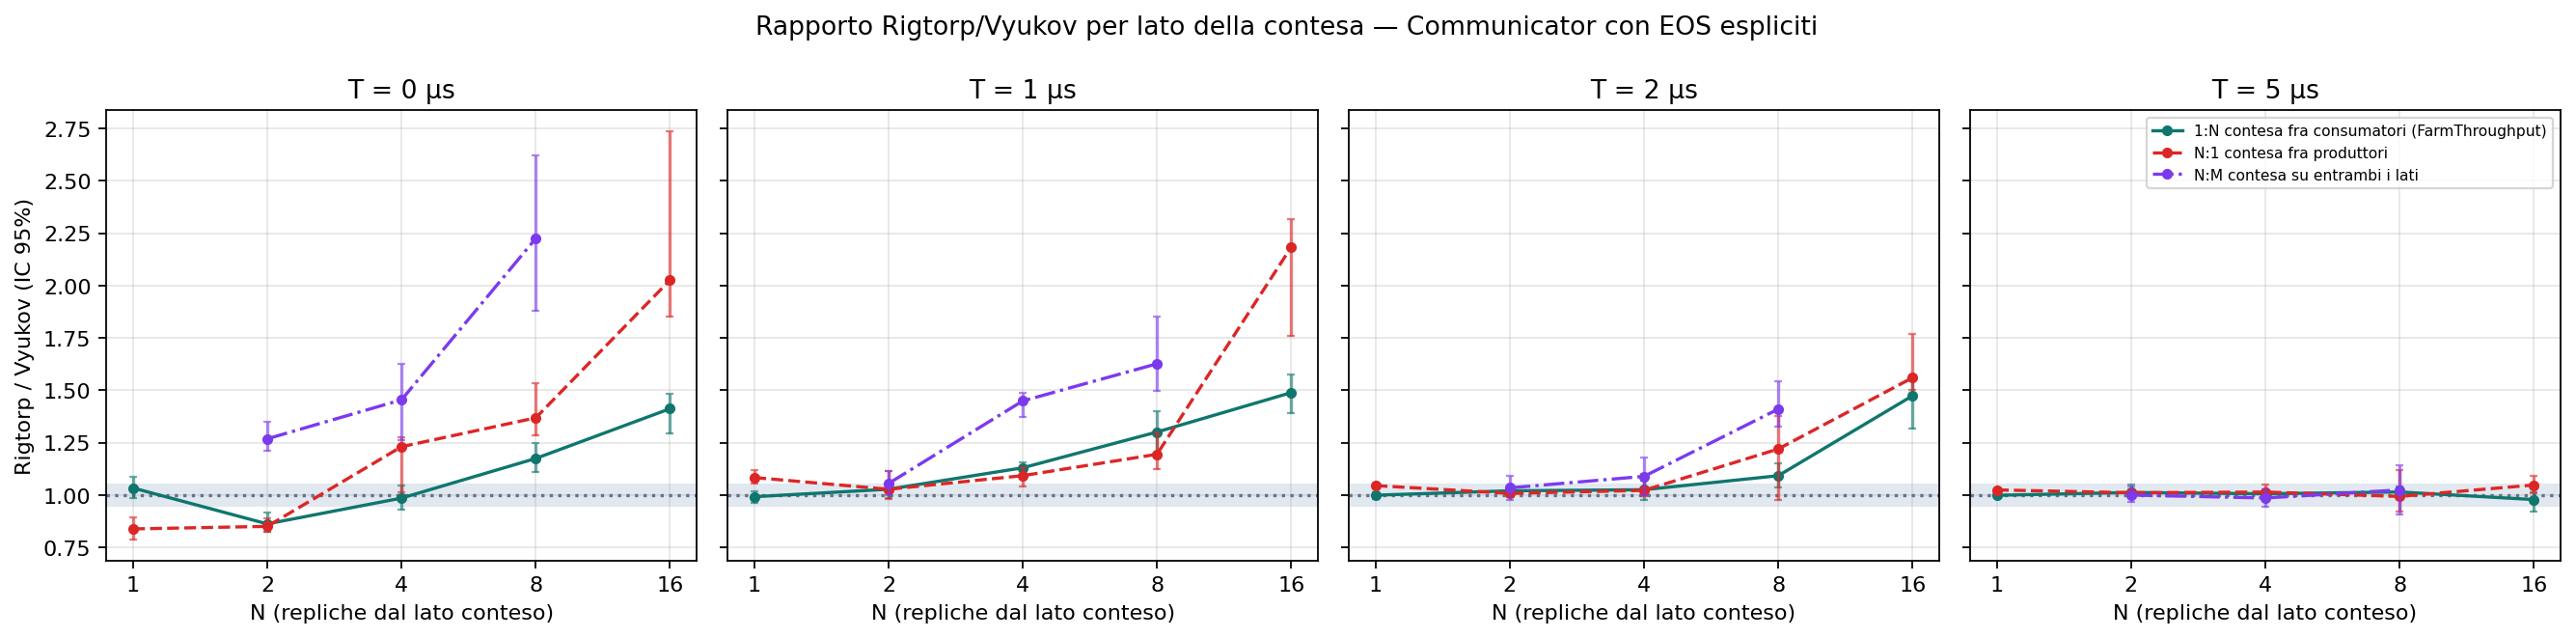 Rapporto Rigtorp/Vyukov per lato della contesa — Communicator con EOS espliciti
T = 0 µs
T = 1 µs
T = 2 µs
T = 5 µs
Rigtorp / Vyukov (IC 95%)
2.75
2.50
2.25
2.00
1.75
1.50
1.25
1.00
0.75
1:N contesa fra consumatori (FarmThroughput)
N:1 contesa fra produttori
N:M contesa su entrambi i lati
1 2 4 8 16
1 2 4 8 16
1 2 4 8 16
1 2 4 8 16
N (repliche dal lato conteso)
N (repliche dal lato conteso)
N (repliche dal lato conteso)
N (repliche dal lato conteso)